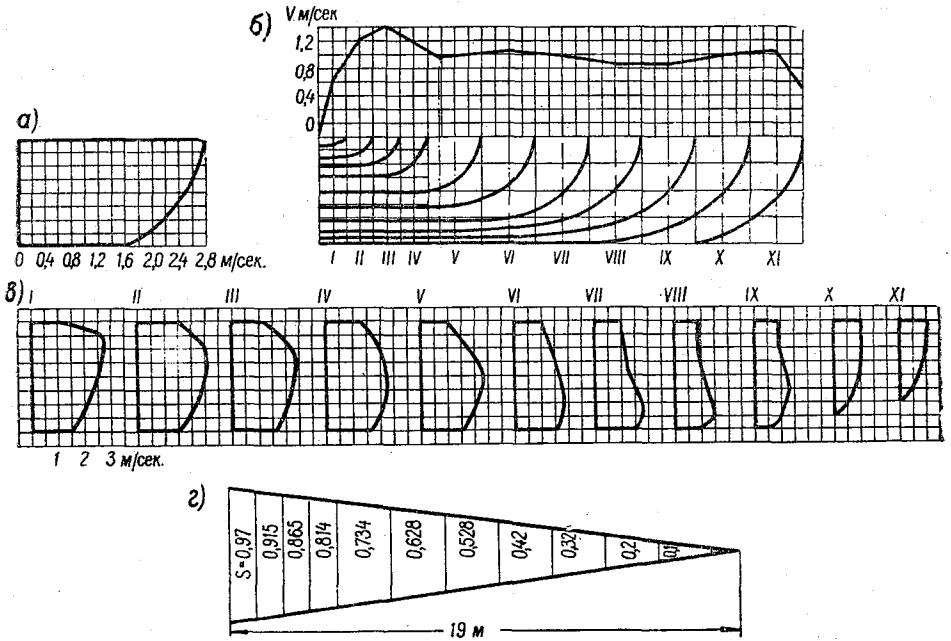 а)
0 0,4 0,8 1,2 1,6 2,0 2,4 2,8 м/сек.
б)
V м/сек
1,2
0,8
0,4
0
I II III IV V VI VII VIII IX X XI
в)
I II III IV V VI VII VIII IX X XI
1 2 3 м/сек.
г)
S=0,97 0,915 0,865 0,814 0,734 0,628 0,528 0,42 0,32 0,2 0,1
19 м